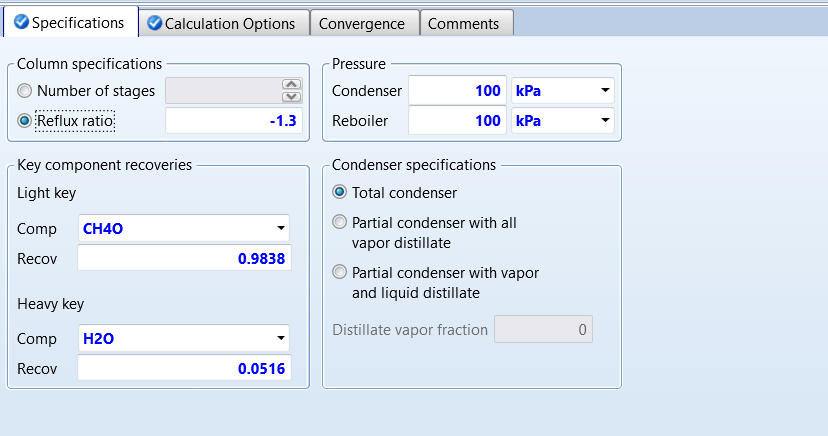 Specifications
Calculation Options
Convergence
Comments
Column specifications
Number of stages
Reflux ratio
-1.3
Pressure
Condenser
100
kPa
Reboiler
100
kPa
Key component recoveries
Light key
Comp
CH4O
Recov
0.9838
Heavy key
Comp
H2O
Recov
0.0516
Condenser specifications
Total condenser
Partial condenser with all
vapor distillate
Partial condenser with vapor
and liquid distillate
Distillate vapor fraction
0